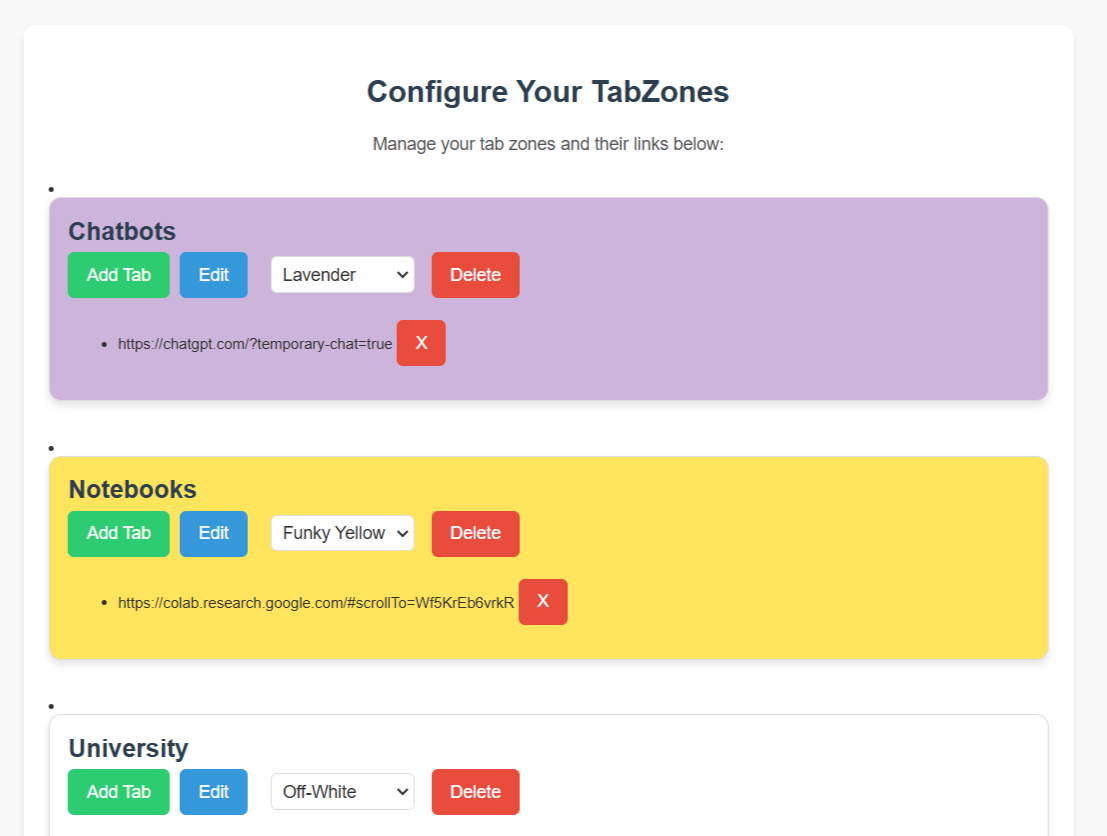 Configure Your TabZones
Manage your tab zones and their links below:
Chatbots
Add Tab Edit Lavender Delete
https://chatgpt.com/?temporary-chat=true X
Notebooks
Add Tab Edit Funky Yellow Delete
https://colab.research.google.com/#scrollTo=Wf5KrEb6vrkR X
University
Add Tab Edit Off-White Delete